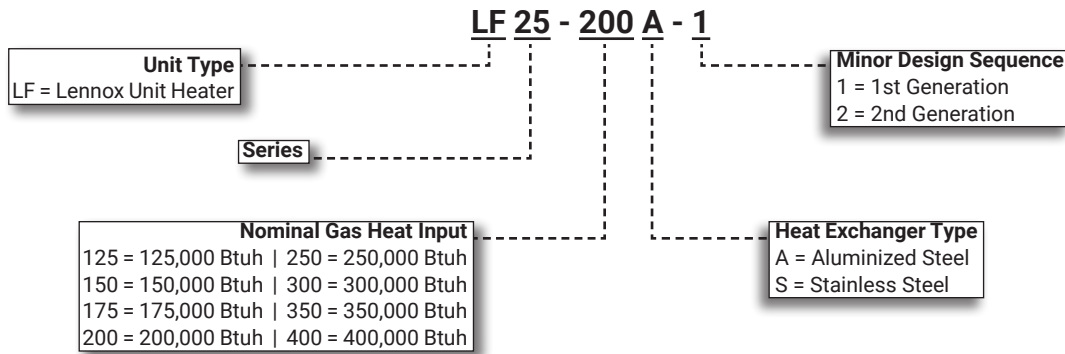 LF 25 - 200 A - 1
Unit Type
LF = Lennox Unit Heater
Minor Design Sequence
1 = 1st Generation
2 = 2nd Generation
Series
Nominal Gas Heat Input
125 = 125,000 Btuh | 250 = 250,000 Btuh
150 = 150,000 Btuh | 300 = 300,000 Btuh
175 = 175,000 Btuh | 350 = 350,000 Btuh
200 = 200,000 Btuh | 400 = 400,000 Btuh
Heat Exchanger Type
A = Aluminized Steel
S = Stainless Steel